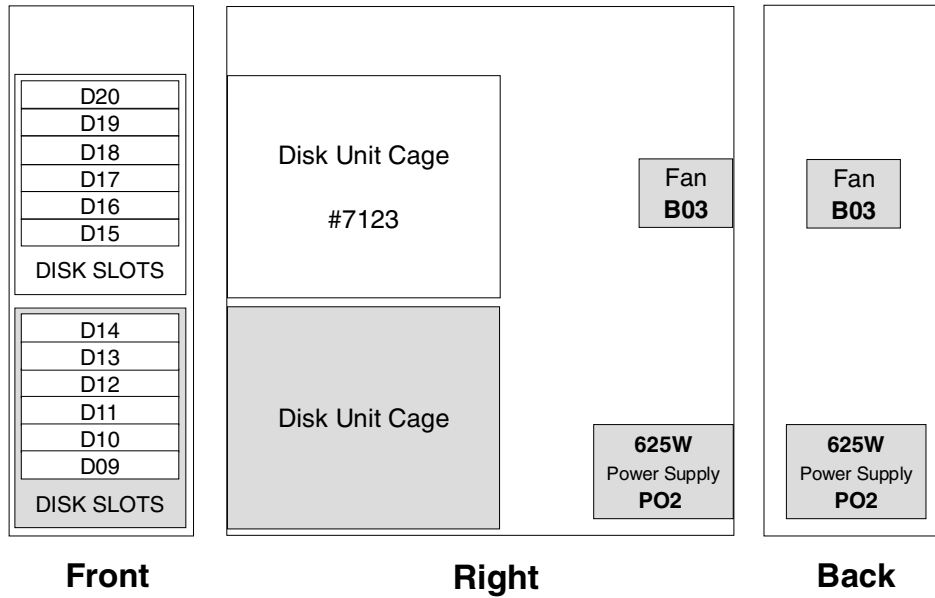 D20
D19
D18
D17
D16
D15
DISK SLOTS
D14
D13
D12
D11
D10
D09
DISK SLOTS
Front
Disk Unit Cage
#7123
Disk Unit Cage
Fan
B03
625W
Power Supply
PO2
Right
Fan
B03
625W
Power Supply
PO2
Back